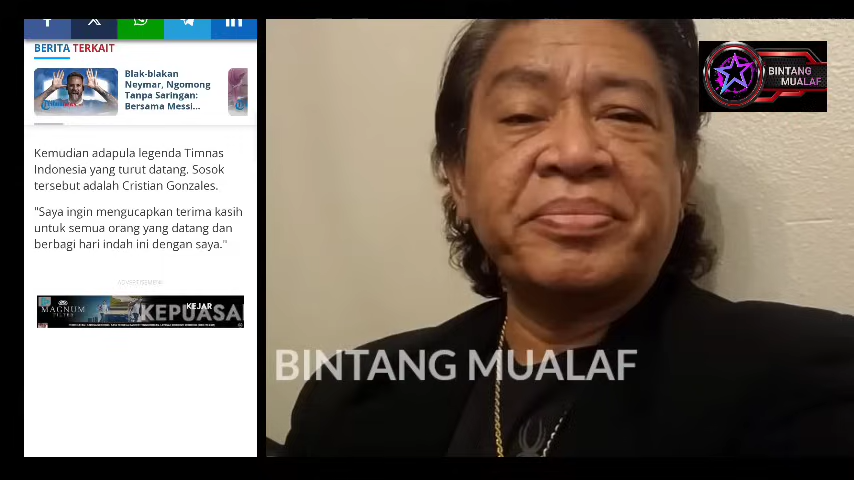 BERITA TERKAIT
Blak-blakan
Neymar, Ngomong
Tanpa Saringan:
Bersama Messi...
Kemudian adapula legenda Timnas
Indonesia yang turut datang. Sosok
tersebut adalah Cristian Gonzales.
"Saya ingin mengucapkan terima kasih
untuk semua orang yang datang dan
berbagi hari indah ini dengan saya."
ADVERTISEMENT
MAGNUM
FILTER
KEJAR
KEPUASA
BINTANG
MUALAF
BINTANG MUALAF